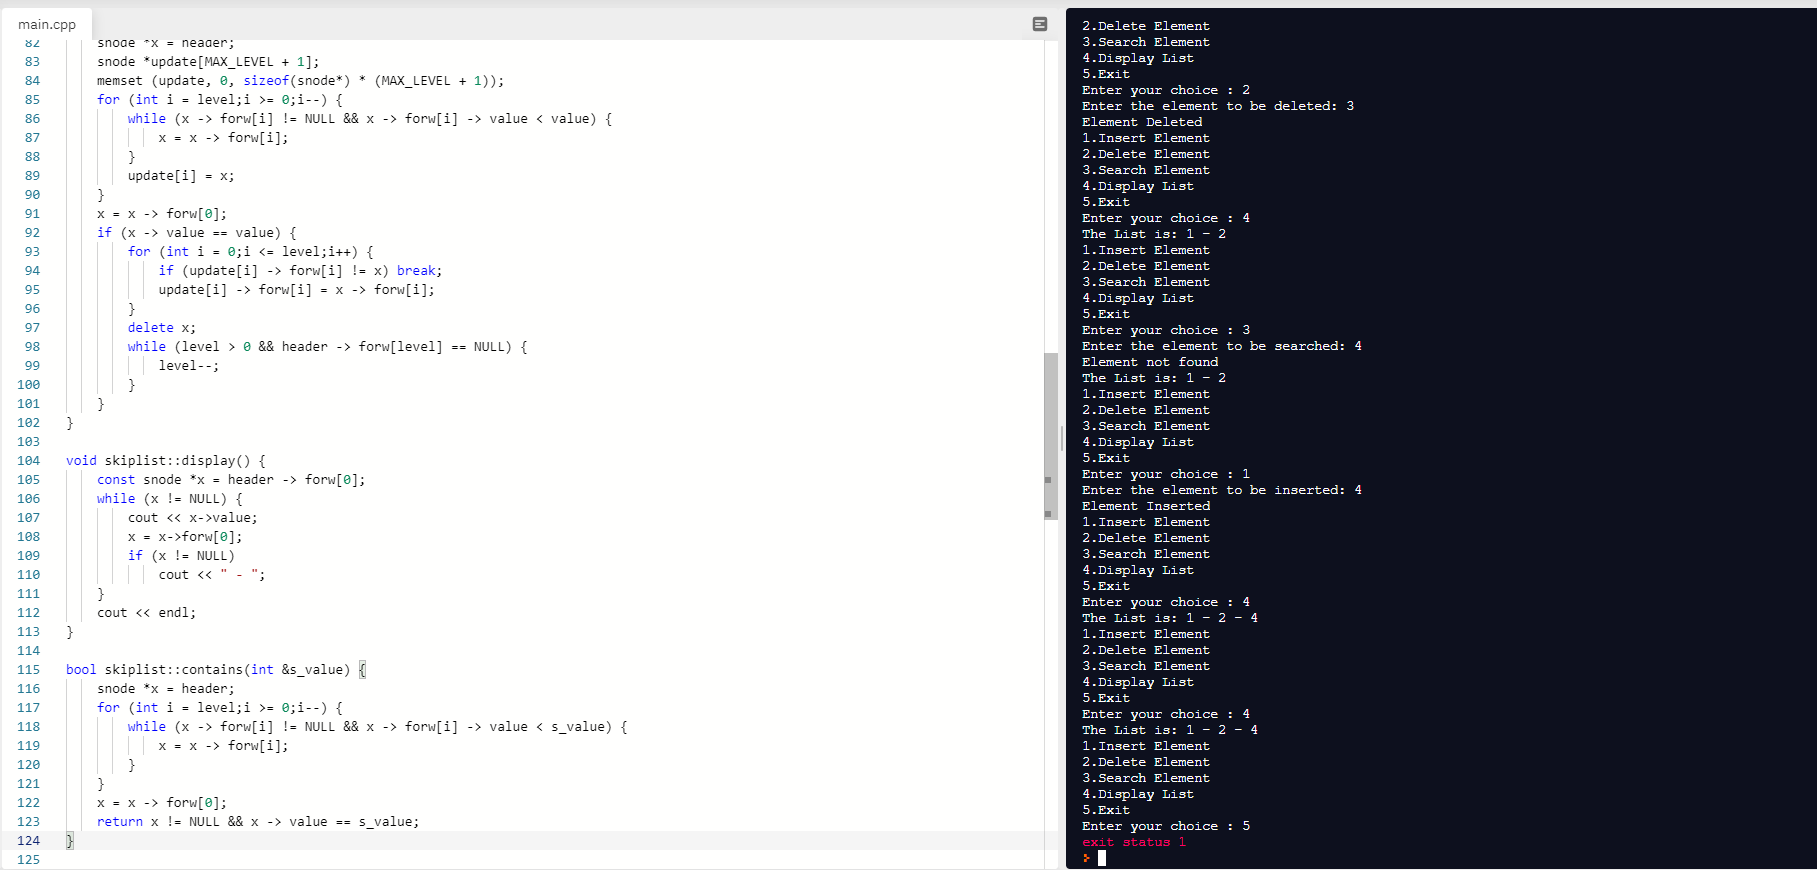 main.cpp
82 snode *x = header;
83 snode *update[MAX_LEVEL + 1];
84 memset (update, 0, sizeof(snode*) * (MAX_LEVEL + 1));
85 for (int i = level;i >= 0;i--) {
86 while (x -> forw[i] != NULL && x -> forw[i] -> value < value) {
87 x = x -> forw[i];
88 }
89 update[i] = x;
90 }
91 x = x -> forw[0];
92 if (x -> value == value) {
93 for (int i = 0;i <= level;i++) {
94 if (update[i] -> forw[i] != x) break;
95 update[i] -> forw[i] = x -> forw[i];
96 }
97 delete x;
98 while (level > 0 && header -> forw[level] == NULL) {
99 level--;
100 }
101 }
102 }
103
104 void skiplist::display() {
105 const snode *x = header -> forw[0];
106 while (x != NULL) {
107 cout << x->value;
108 x = x->forw[0];
109 if (x != NULL)
110 cout << " - ";
111 }
112 cout << endl;
113 }
114
115 bool skiplist::contains(int &s_value) {
116 snode *x = header;
117 for (int i = level;i >= 0;i--) {
118 while (x -> forw[i] != NULL && x -> forw[i] -> value < s_value) {
119 x = x -> forw[i];
120 }
121 }
122 x = x -> forw[0];
123 return x != NULL && x -> value == s_value;
124 }
125
2.Delete Element
3.Search Element
4.Display List
5.Exit
Enter your choice : 2
Enter the element to be deleted: 3
Element Deleted
1.Insert Element
2.Delete Element
3.Search Element
4.Display List
5.Exit
Enter your choice : 4
The List is: 1 - 2
1.Insert Element
2.Delete Element
3.Search Element
4.Display List
5.Exit
Enter your choice : 3
Enter the element to be searched: 4
Element not found
The List is: 1 - 2
1.Insert Element
2.Delete Element
3.Search Element
4.Display List
5.Exit
Enter your choice : 1
Enter the element to be inserted: 4
Element Inserted
1.Insert Element
2.Delete Element
3.Search Element
4.Display List
5.Exit
Enter your choice : 4
The List is: 1 - 2 - 4
1.Insert Element
2.Delete Element
3.Search Element
4.Display List
5.Exit
Enter your choice : 4
The List is: 1 - 2 - 4
1.Insert Element
2.Delete Element
3.Search Element
4.Display List
5.Exit
Enter your choice : 5
exit status 1